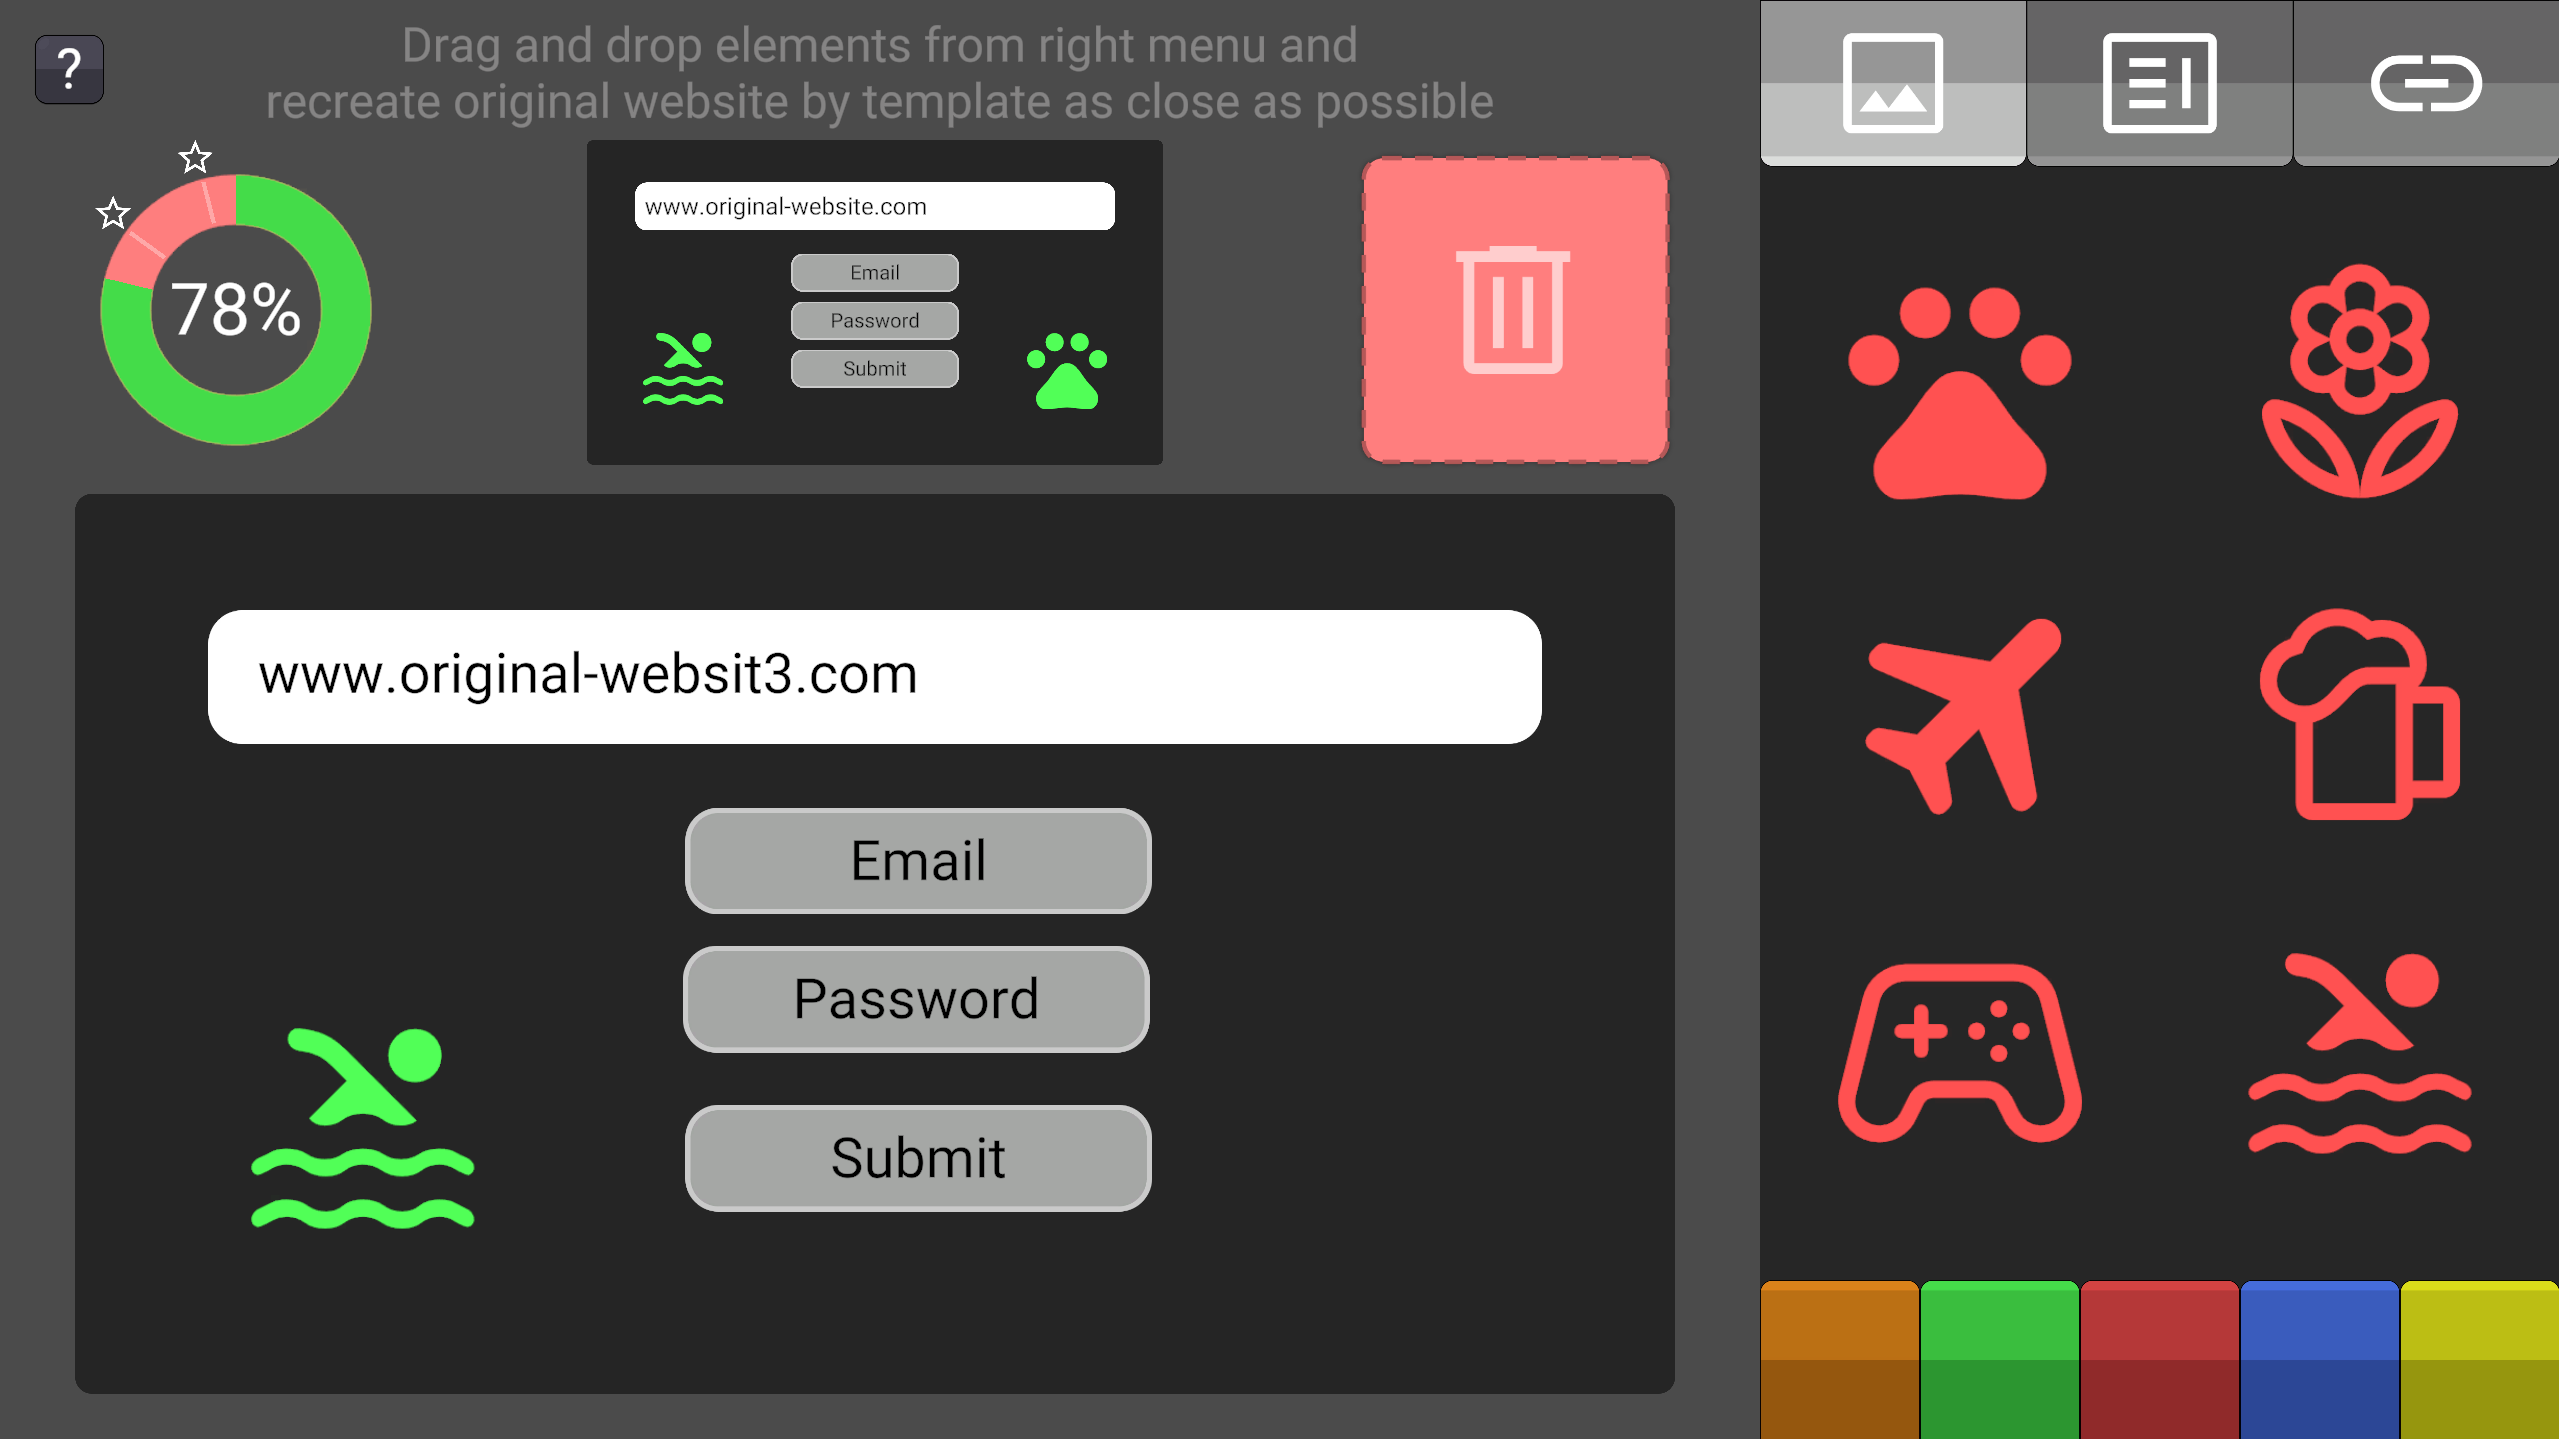 ?
Drag and drop elements from right menu and
recreate original website by template as close as possible
78%
www.original-website.com
Email
Password
Submit
www.original-websit3.com
Email
Password
Submit